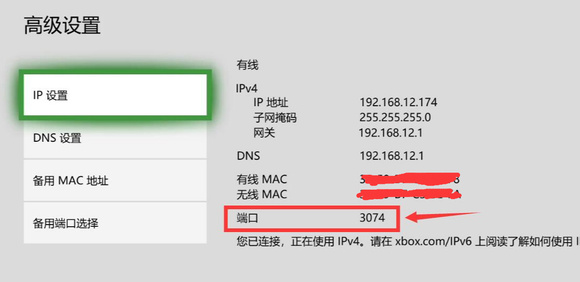 高级设置
IP 设置
DNS 设置
备用 MAC 地址
备用端口选择
有线
IPv4
IP 地址 192.168.12.174
子网掩码 255.255.255.0
网关 192.168.12.1
DNS 192.168.12.1
有线 MAC
无线 MAC
端口 3074
您已连接，正在使用 IPv4。请在 xbox.com/IPv6 上阅读了解如何使用 I